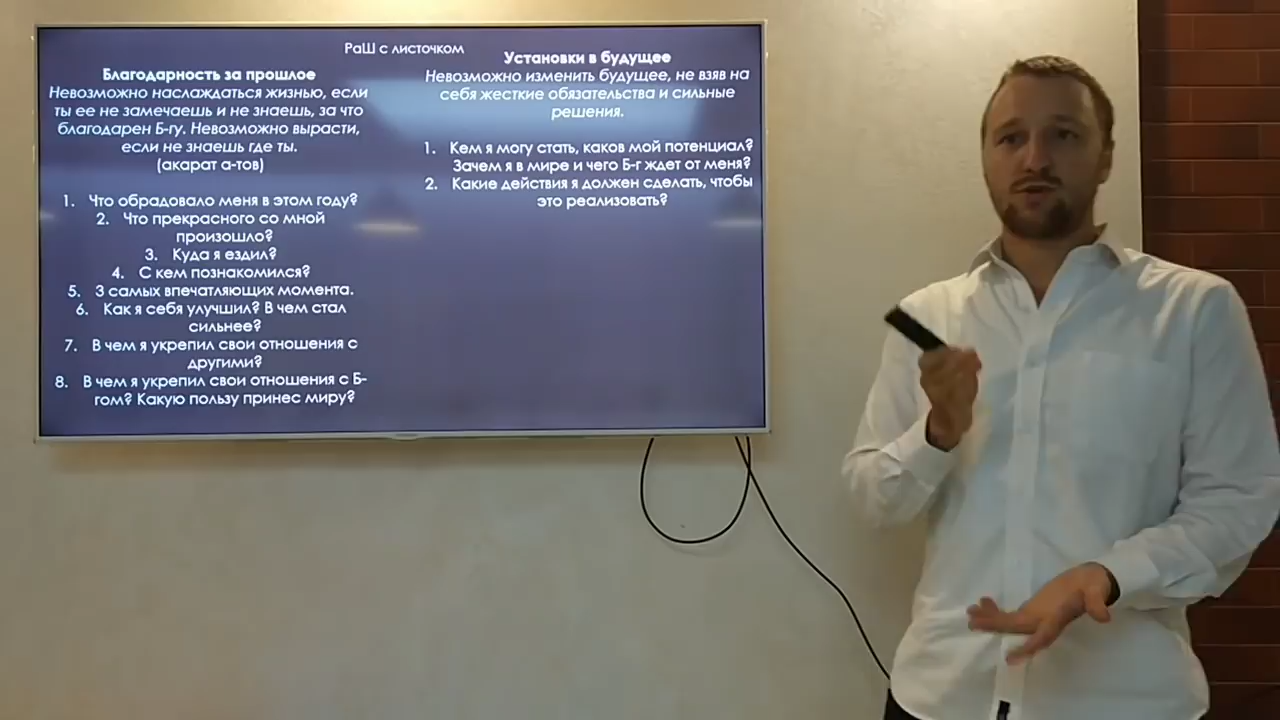 РаШ с листочком
Благодарность за прошлое
Невозможно наслаждаться жизнью, если
ты ее не замечаешь и не знаешь, за что
благодарен Б-гу. Невозможно вырасти,
если не знаешь где ты.
(акарат а-тов)
1. Что обрадовало меня в этом году?
2. Что прекрасного со мной
произошло?
3. Куда я ездил?
4. С кем познакомился?
5. 3 самых впечатляющих момента.
6. Как я себя улучшил? В чем стал
сильнее?
7. В чем я укрепил свои отношения с
другими?
8. В чем я укрепил свои отношения с Б-
гом? Какую пользу принес миру?
Установки в будущее
Невозможно изменить будущее, не взяв на
себя жесткие обязательства и сильные
решения.
1. Кем я могу стать, каков мой потенциал?
Зачем я в мире и чего Б-г ждет от меня?
2. Какие действия я должен сделать, чтобы
это реализовать?